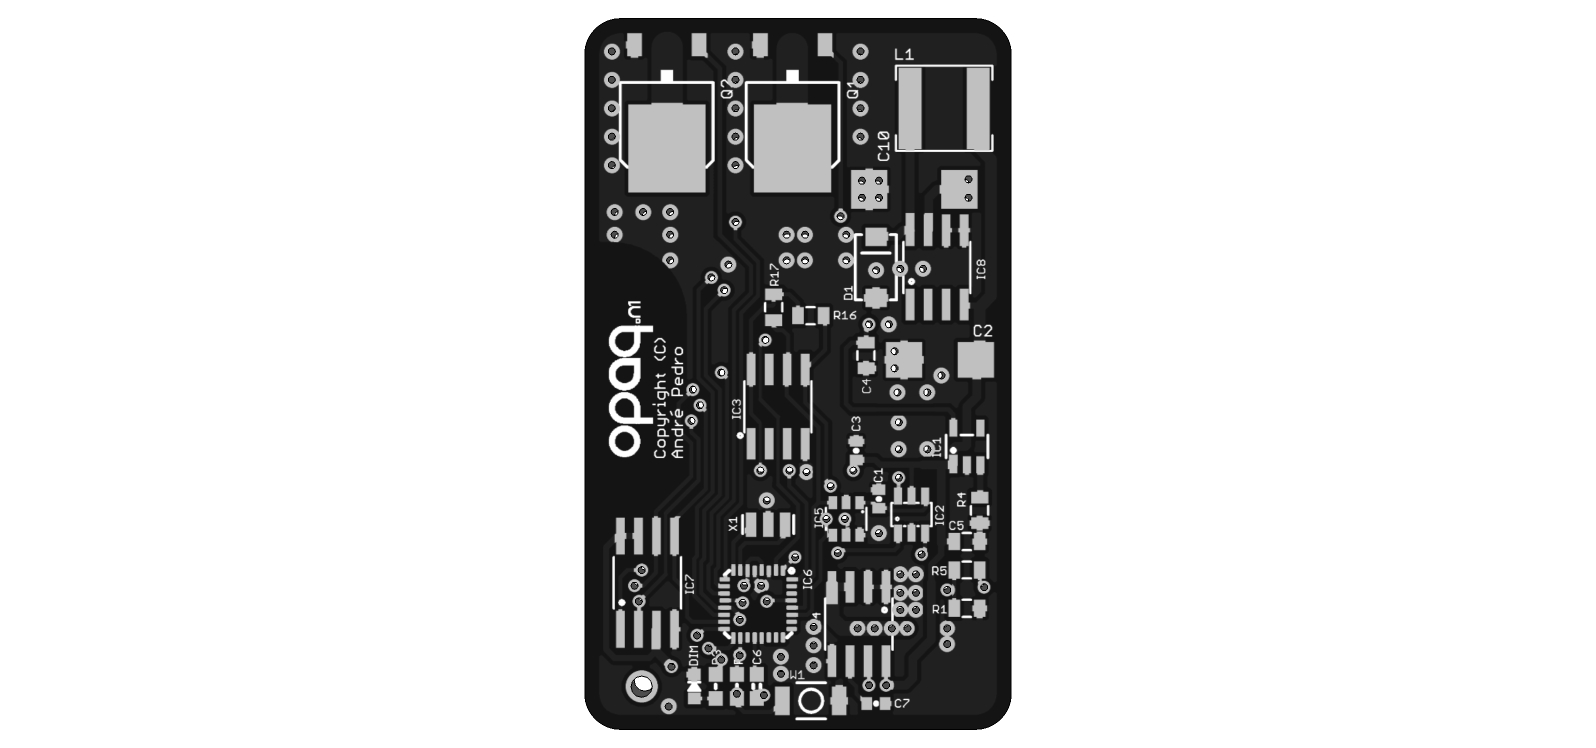 L1
Q2
Q1
C10
R17
IC8
D1
R16
C2
C4
opaq.nl
Copyright (C)
André Pedro
IC3
C3
IC1
C1
R4
X1
IC5
IC2
C5
IC7
IC6
R5
R1
DIM
C6
W1
C7